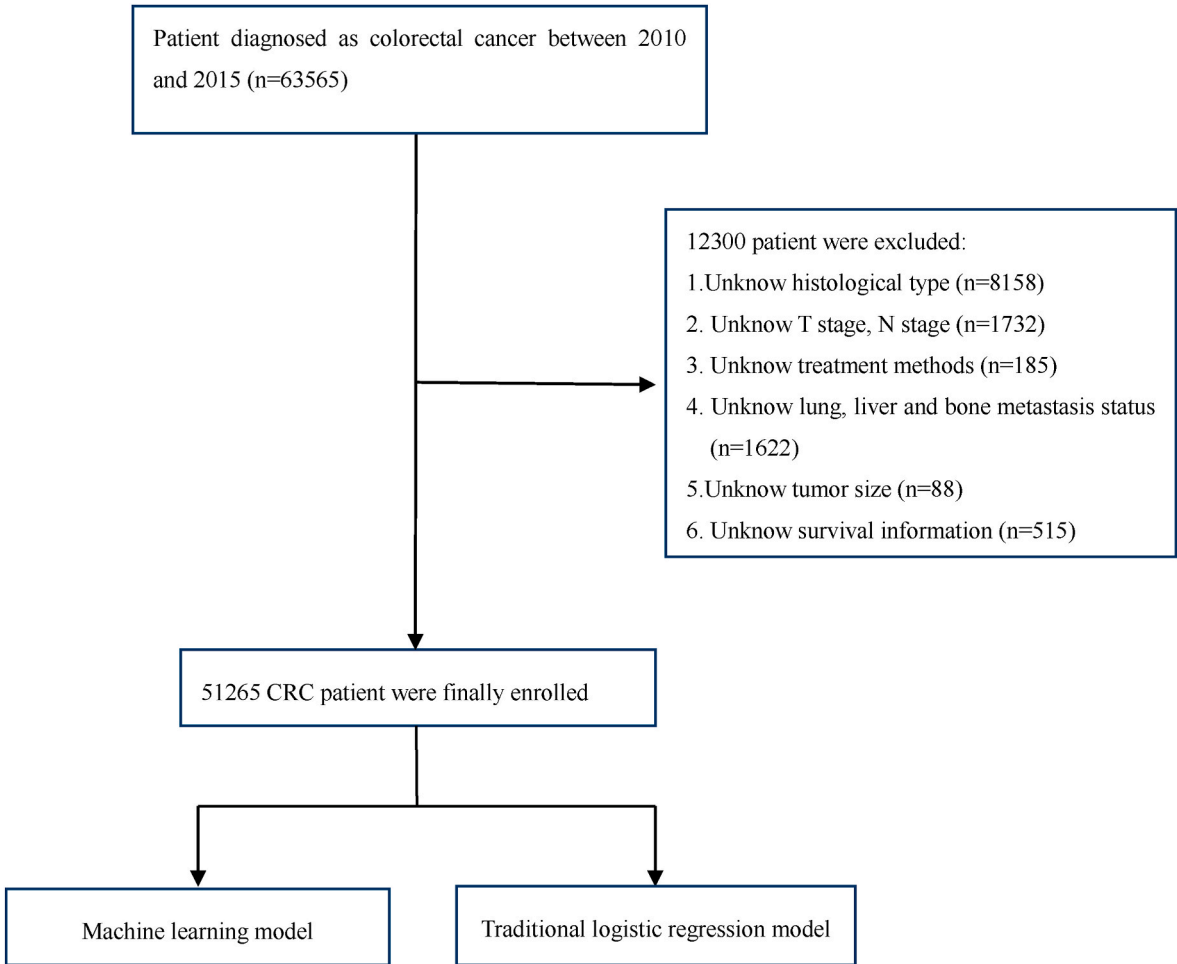 Patient diagnosed as colorectal cancer between 2010
and 2015 (n=63565)
12300 patient were excluded:
1.Unknow histological type (n=8158)
2. Unknow T stage, N stage (n=1732)
3. Unknow treatment methods (n=185)
4. Unknow lung, liver and bone metastasis status
(n=1622)
5.Unknow tumor size (n=88)
6. Unknow survival information (n=515)
51265 CRC patient were finally enrolled
Machine learning model
Traditional logistic regression model